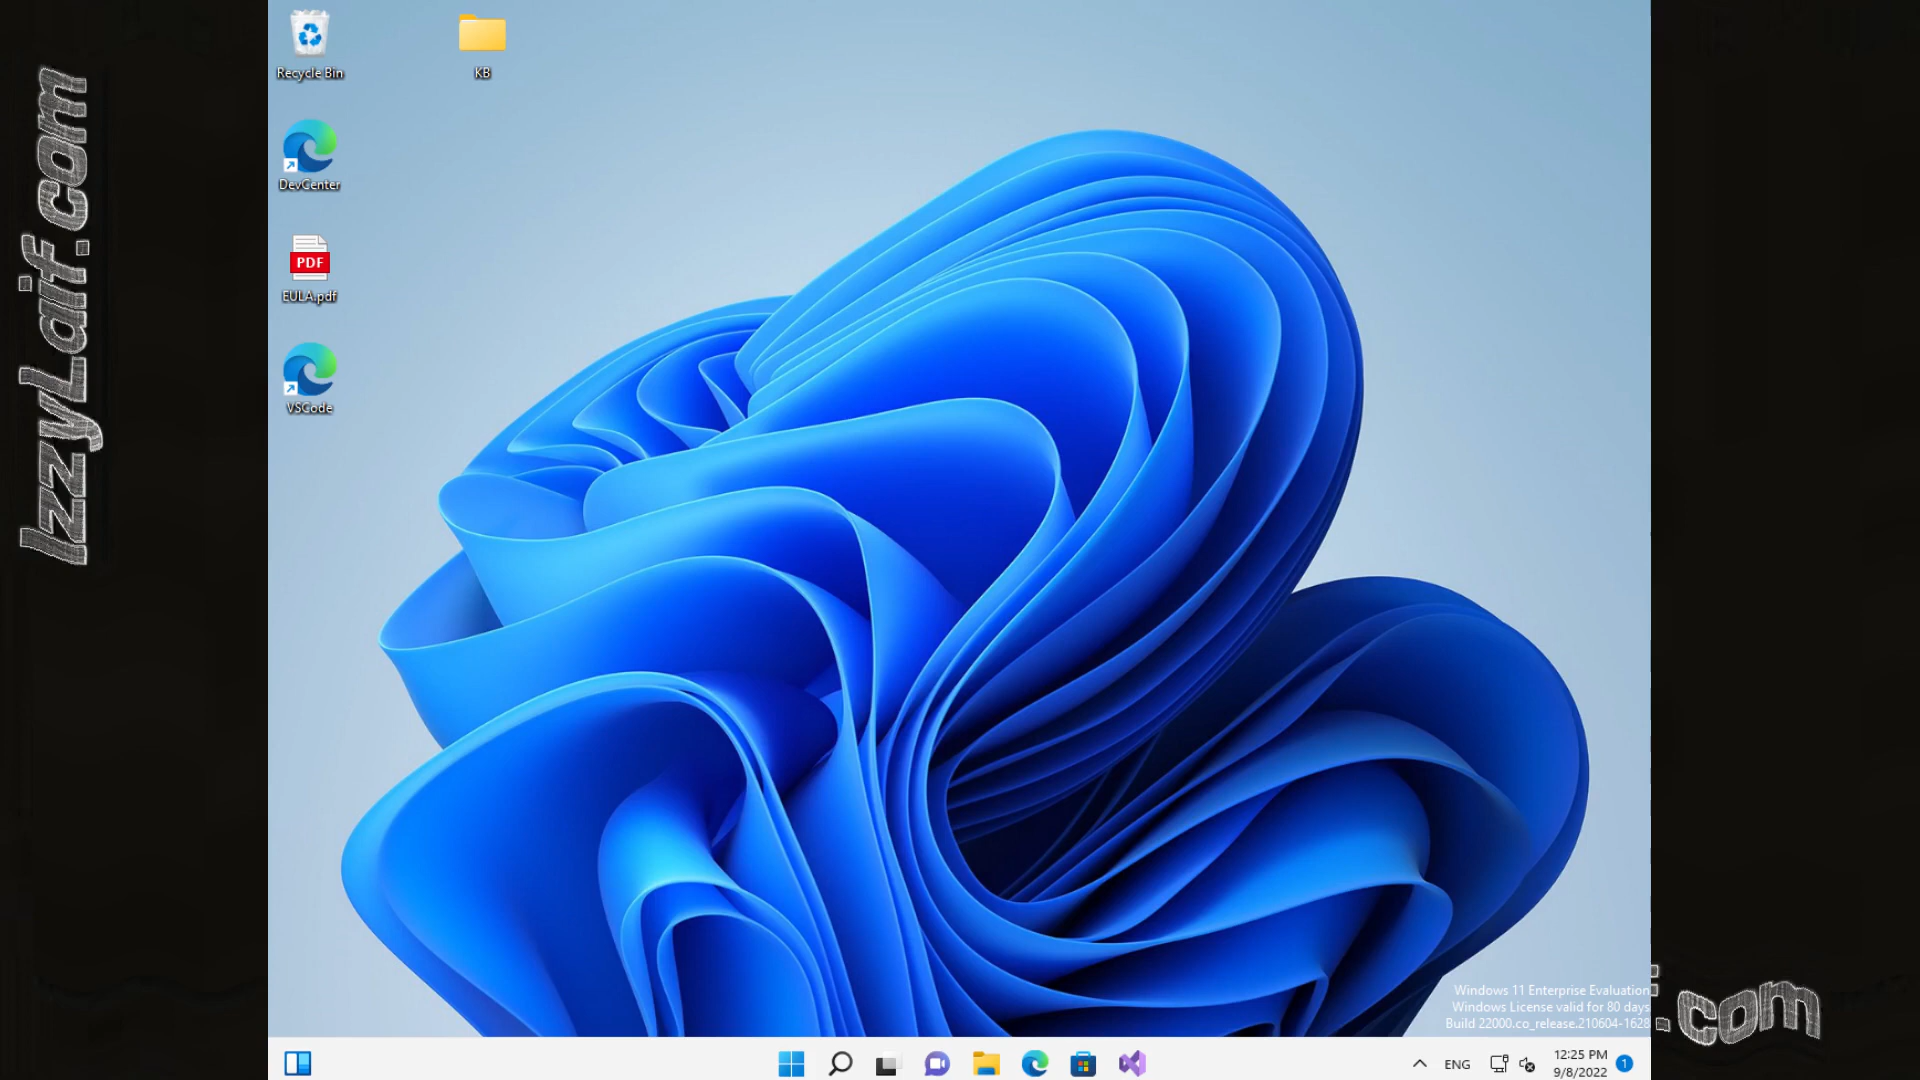 IzzyLaif.com
Recycle Bin
KB
DevCenter
PDF
EULA.pdf
VSCode
Windows 11 Enterprise Evaluation
Windows License valid for 80 days
Build 22000.co_release.210604-1628
.com
ENG
12:25 PM
9/8/2022
1